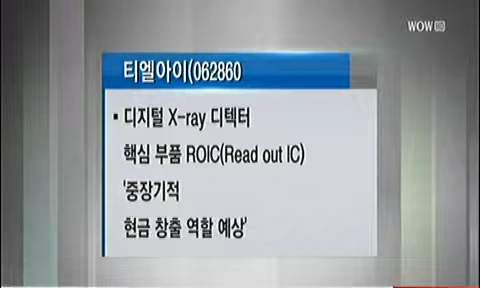 WOW HD
티엘아이(062860
▪ 디지털 X-ray 디텍터
핵심 부품 ROIC(Read out IC)
'중장기적
현금 창출 역할 예상'